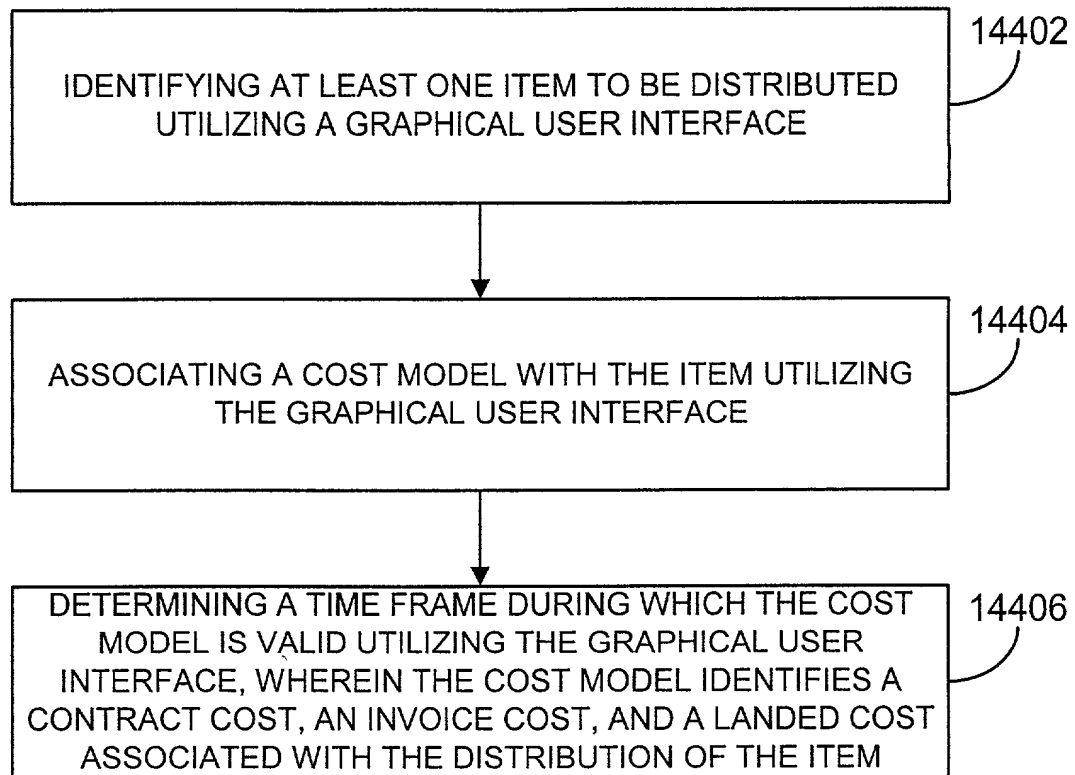 14402
IDENTIFYING AT LEAST ONE ITEM TO BE DISTRIBUTED
UTILIZING A GRAPHICAL USER INTERFACE
14404
ASSOCIATING A COST MODEL WITH THE ITEM UTILIZING
THE GRAPHICAL USER INTERFACE
14406
DETERMINING A TIME FRAME DURING WHICH THE COST
MODEL IS VALID UTILIZING THE GRAPHICAL USER
INTERFACE, WHEREIN THE COST MODEL IDENTIFIES A
CONTRACT COST, AN INVOICE COST, AND A LANDED COST
ASSOCIATED WITH THE DISTRIBUTION OF THE ITEM